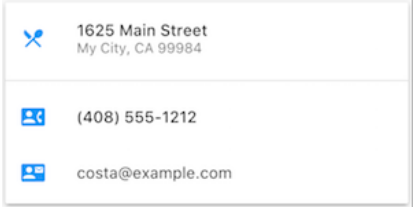 1625 Main Street
My City, CA 99984
(408) 555-1212
costa@example.com